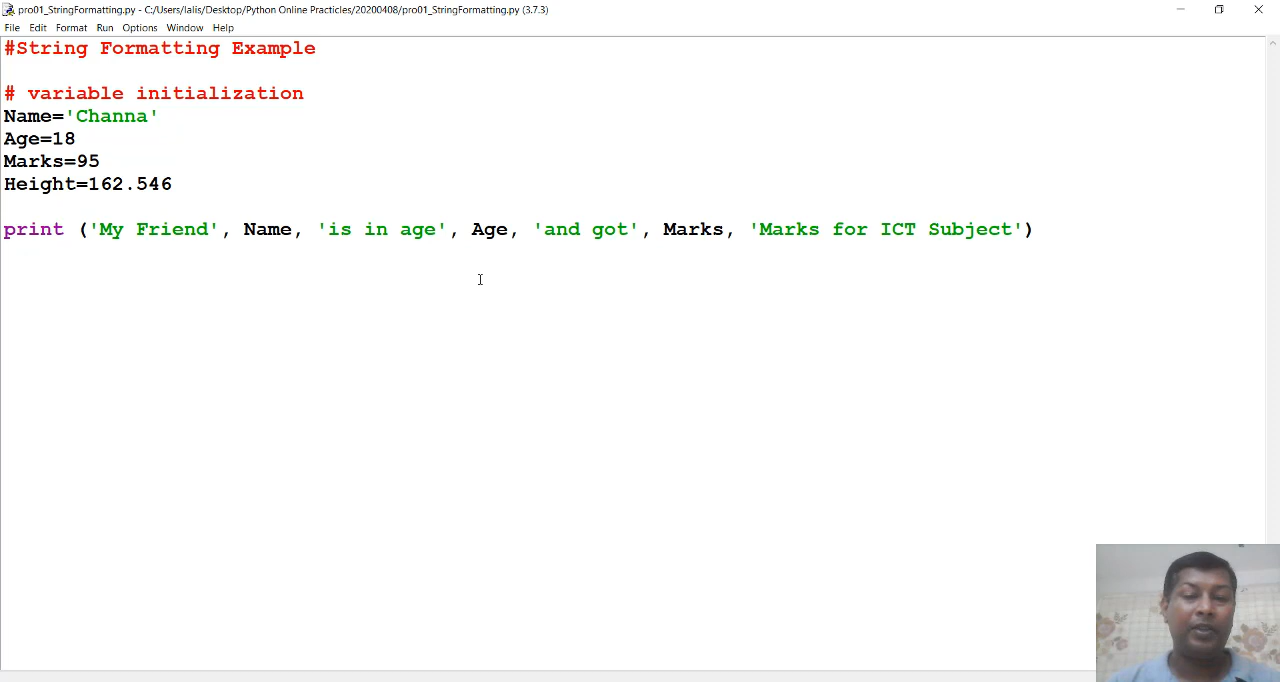 pro01_StringFormatting.py - C:/Users/lalis/Desktop/Python Online Practicles/20200408/pro01_StringFormatting.py (3.7.3)
File Edit Format Run Options Window Help
#String Formatting Example
# variable initialization
Name='Channa'
Age=18
Marks=95
Height=162.546
print ('My Friend', Name, 'is in age', Age, 'and got', Marks, 'Marks for ICT Subject')